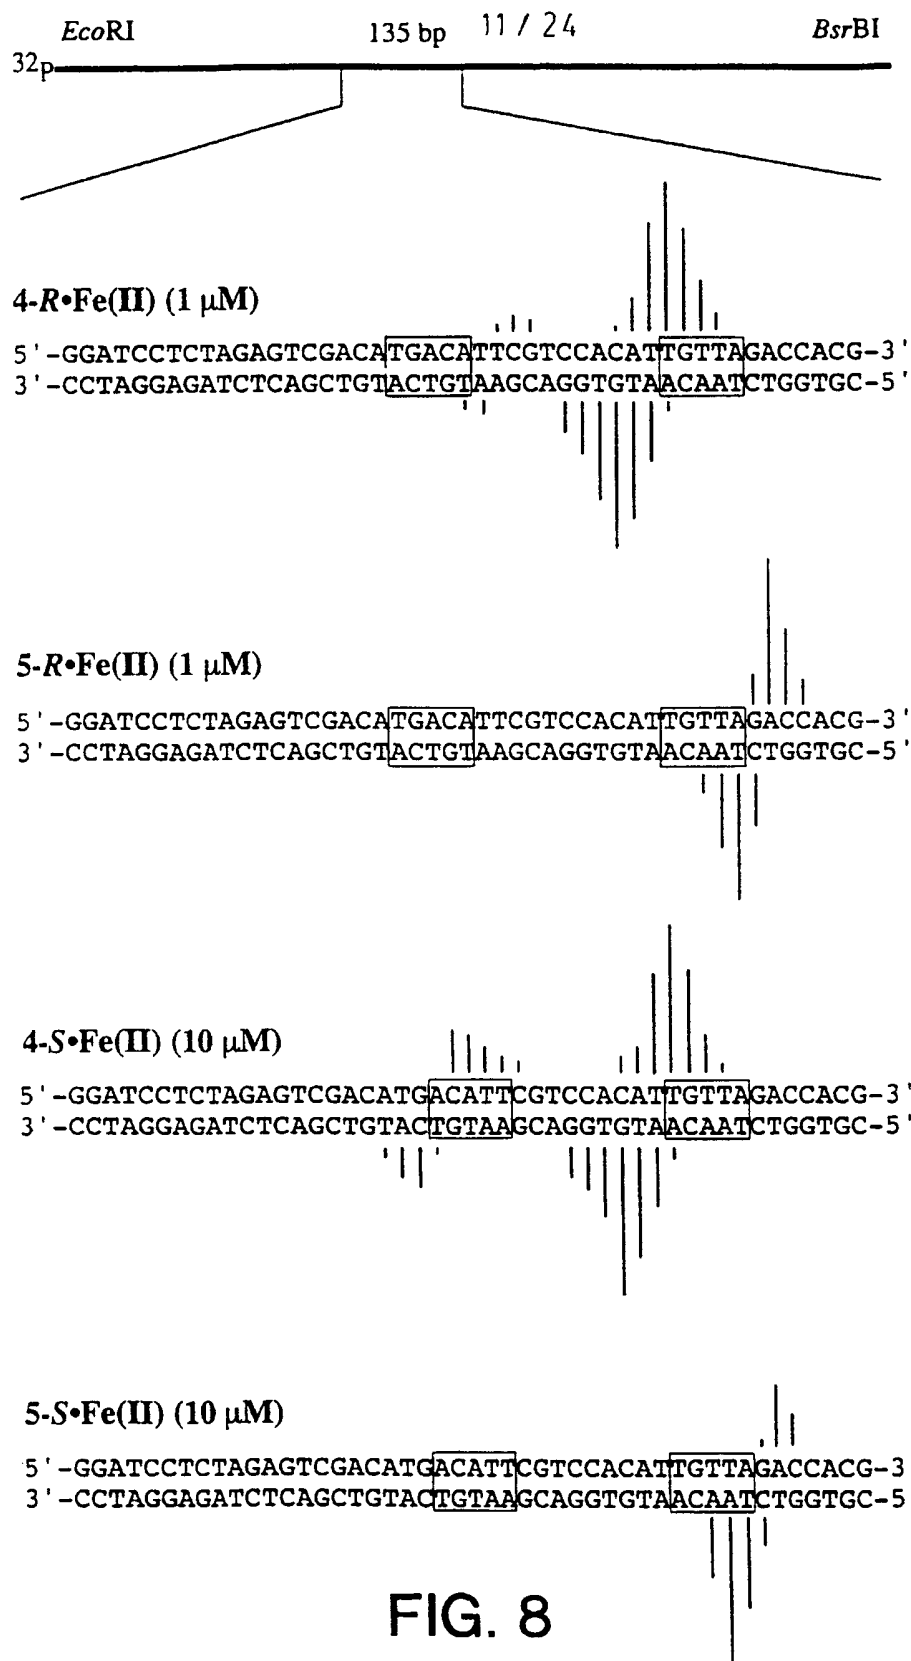 EcoRI 135 bp 11 / 24 BsrBI
32P
4-R•Fe(II) (1 μM)
5'-GGATCCTCTAGAGTCGACATGACATTCGTCCACATTGTTAGACCACG-3'
3'-CCTAGGAGATCTCAGCTGTACTGTAAGCAGGTGTAACAATCTGGTGC-5'
5-R•Fe(II) (1 μM)
5'-GGATCCTCTAGAGTCGACATGACATTCGTCCACATTGTTAGACCACG-3'
3'-CCTAGGAGATCTCAGCTGTACTGTAAGCAGGTGTAACAATCTGGTGC-5'
4-S•Fe(II) (10 μM)
5'-GGATCCTCTAGAGTCGACATGACATTCGTCCACATTGTTAGACCACG-3'
3'-CCTAGGAGATCTCAGCTGTACTGTAAGCAGGTGTAACAATCTGGTGC-5'
5-S•Fe(II) (10 μM)
5'-GGATCCTCTAGAGTCGACATGACATTCGTCCACATTGTTAGACCACG-3
3'-CCTAGGAGATCTCAGCTGTACTGTAAGCAGGTGTAACAATCTGGTGC-5
FIG. 8